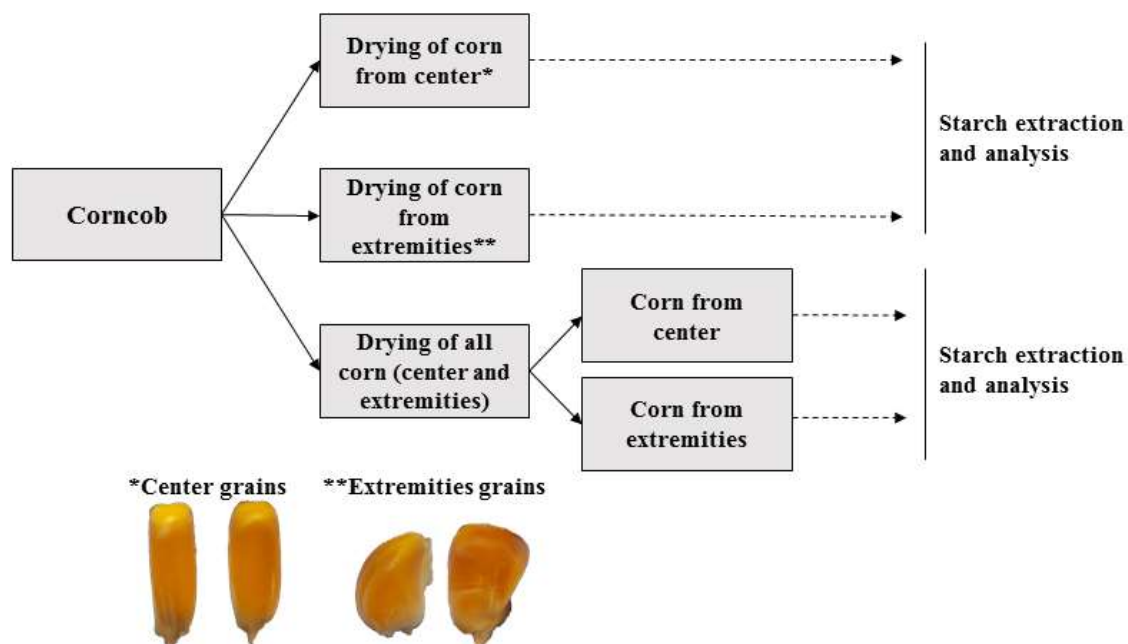 Drying of corn
from center*
Starch extraction
and analysis
Corncob
Drying of corn
from
extremities**
Drying of all
corn (center and
extremities)
Corn from
center
Corn from
extremities
Starch extraction
and analysis
*Center grains
**Extremities grains